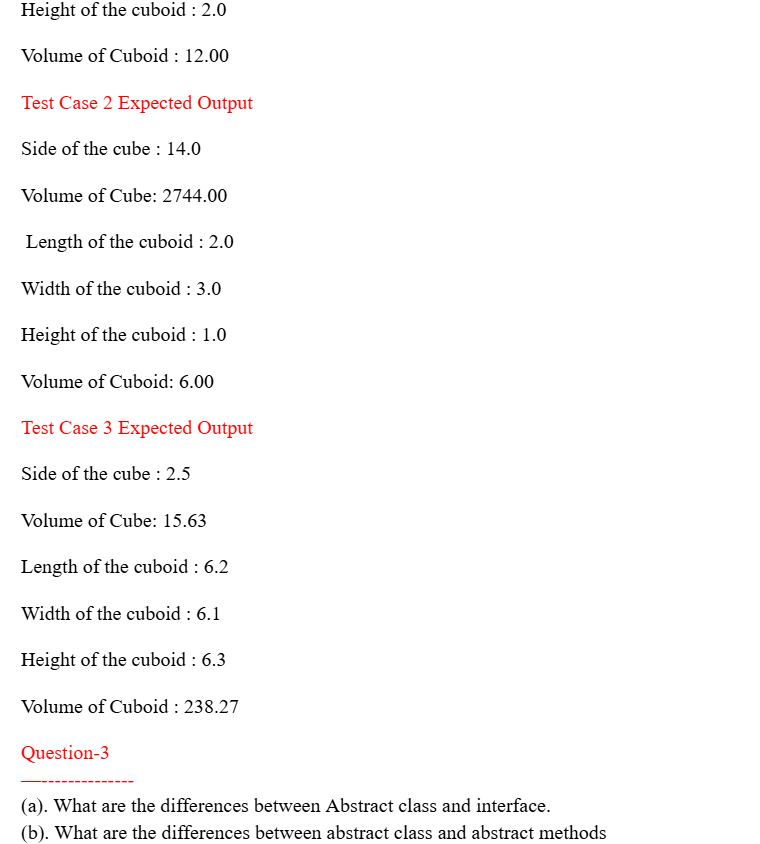 Height of the cuboid : 2.0
Volume of Cuboid : 12.00
Test Case 2 Expected Output
Side of the cube : 14.0
Volume of Cube: 2744.00
Length of the cuboid : 2.0
Width of the cuboid : 3.0
Height of the cuboid : 1.0
Volume of Cuboid: 6.00
Test Case 3 Expected Output
Side of the cube : 2.5
Volume of Cube: 15.63
Length of the cuboid : 6.2
Width of the cuboid : 6.1
Height of the cuboid : 6.3
Volume of Cuboid : 238.27
Question-3
—--------------
(a). What are the differences between Abstract class and interface.
(b). What are the differences between abstract class and abstract methods